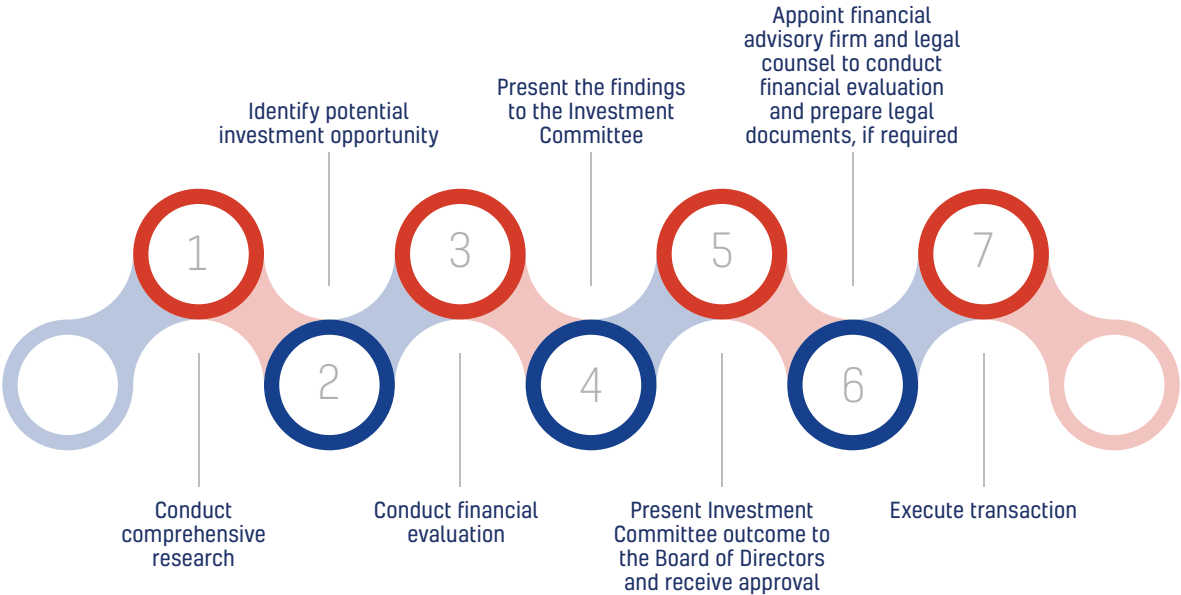 1
Conduct
comprehensive
research
2
Identify potential
investment opportunity
3
Conduct financial
evaluation
4
Present the findings
to the Investment
Committee
5
Present Investment
Committee outcome to
the Board of Directors
and receive approval
6
Appoint financial
advisory firm and legal
counsel to conduct
financial evaluation
and prepare legal
documents, if required
7
Execute transaction